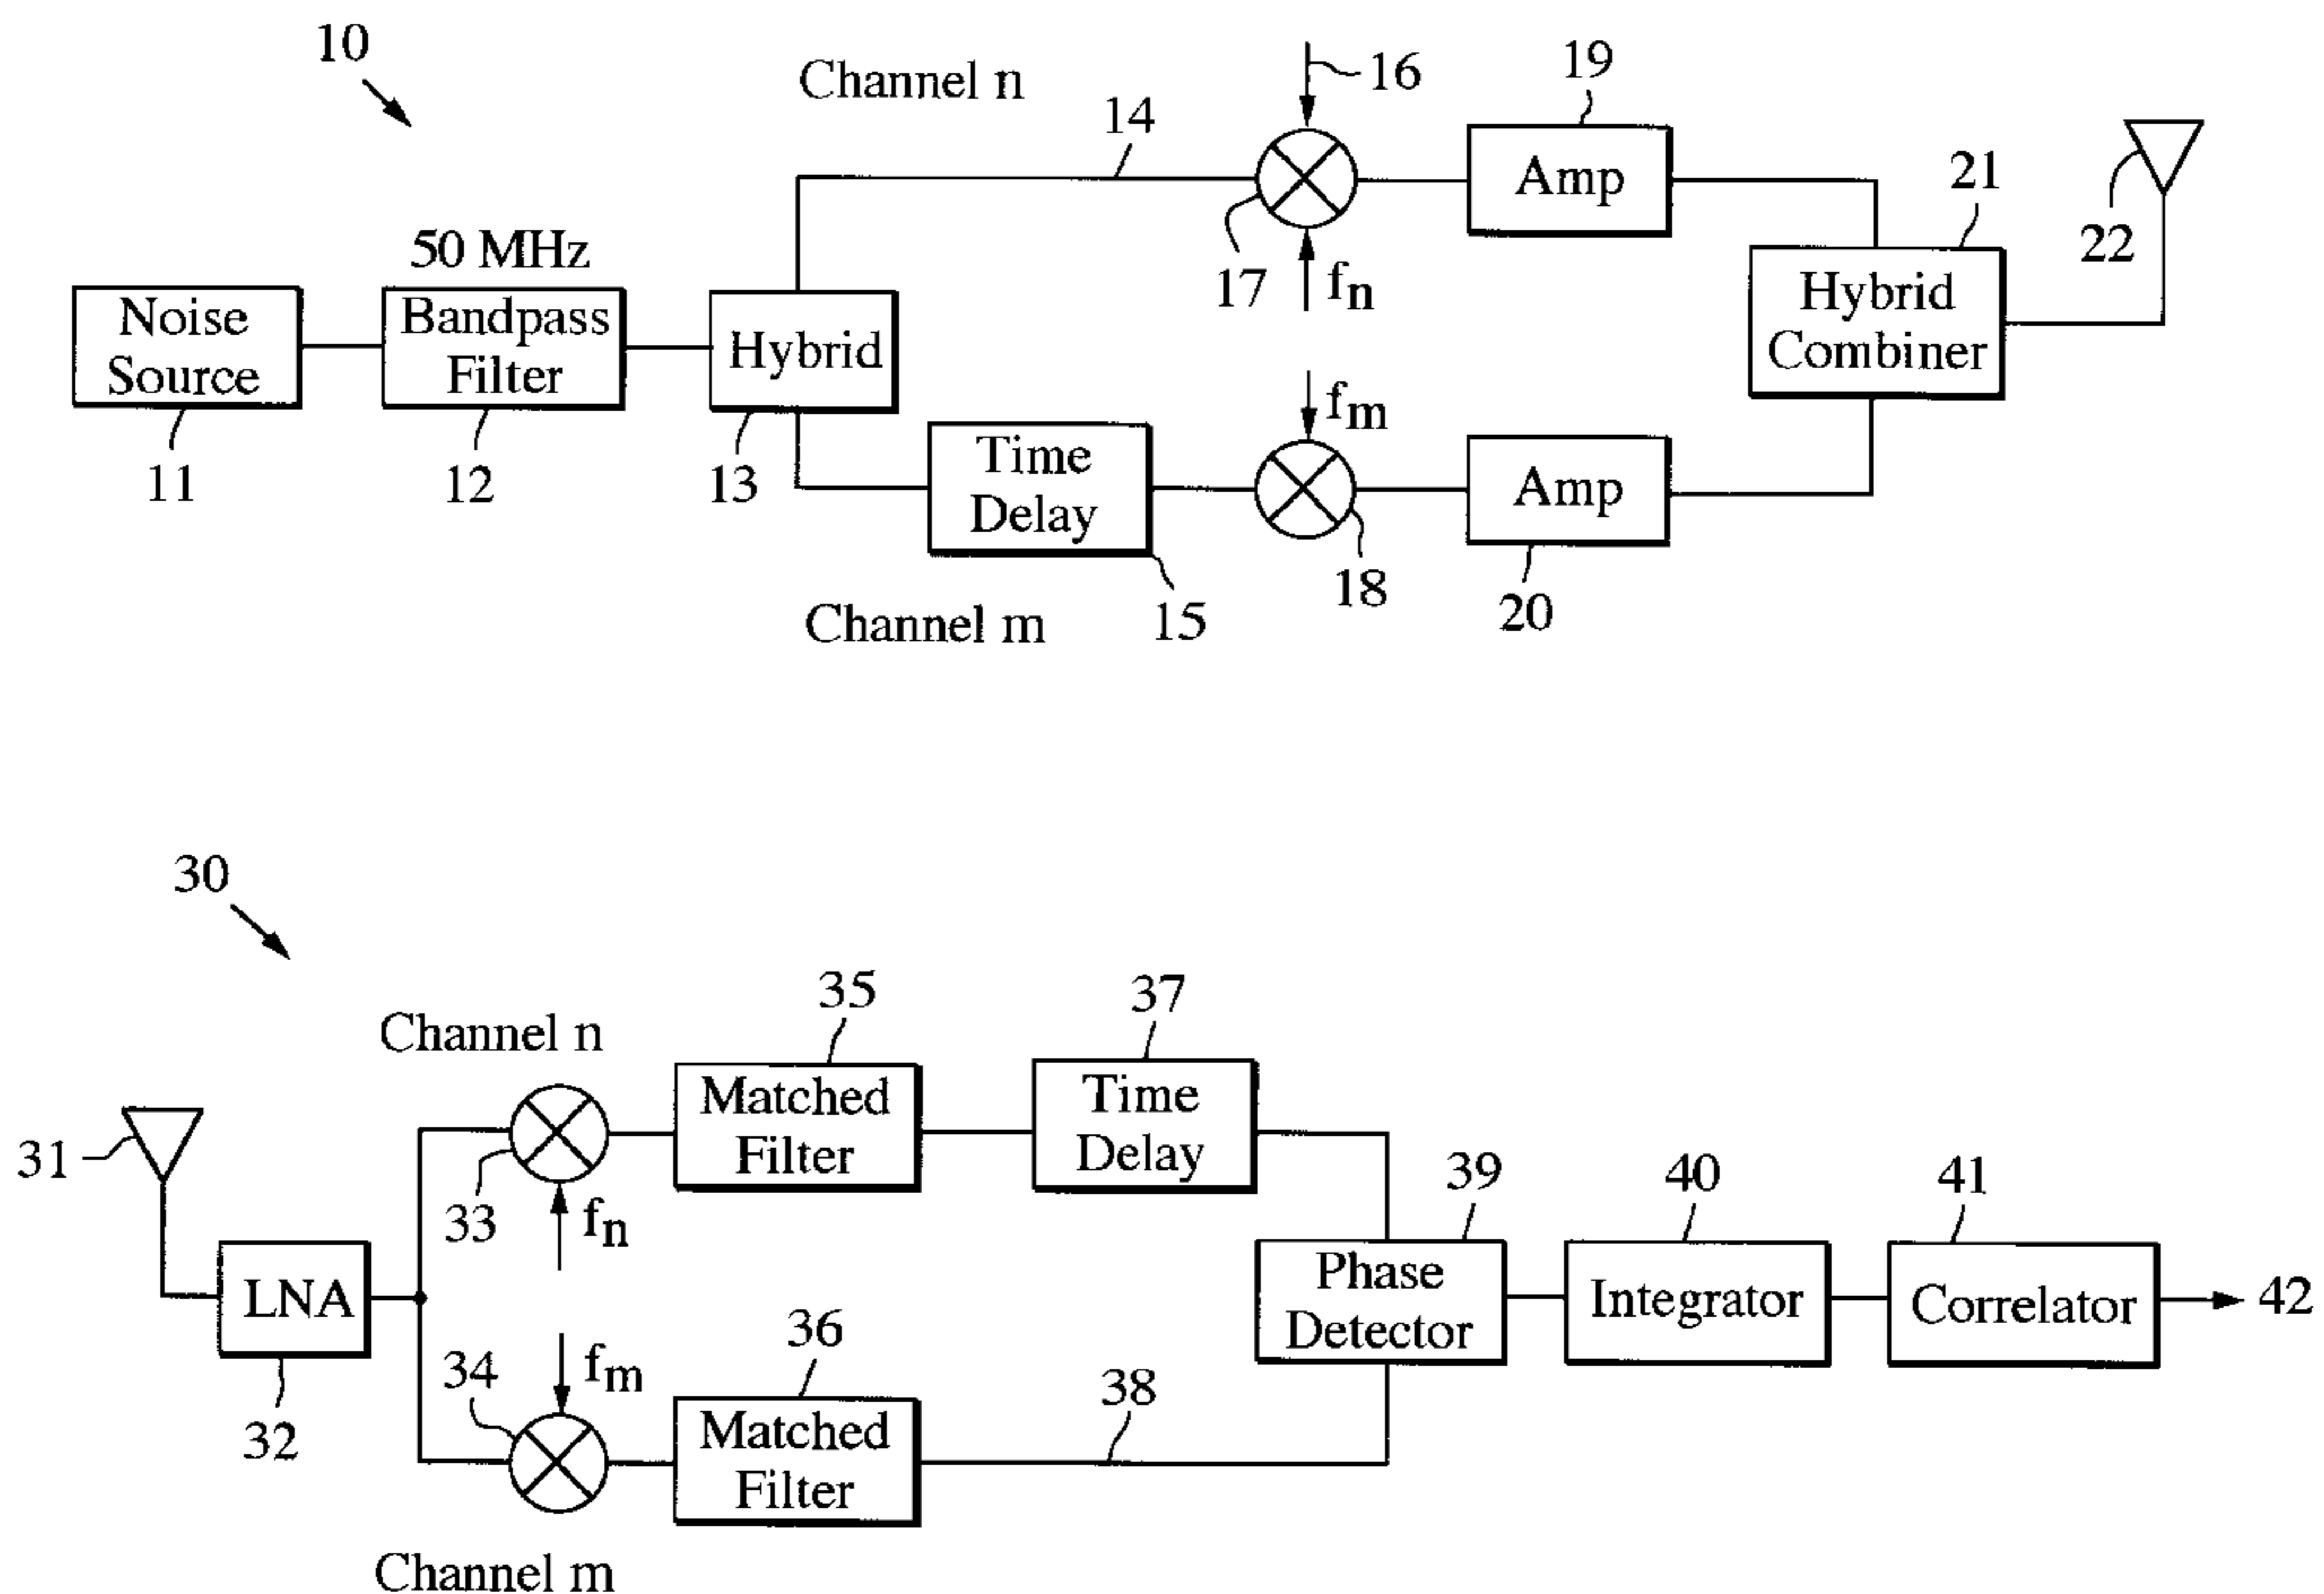 10
Channel n
16
19
14
21
22
17
fn
Amp
50 MHz
Noise
Source
Bandpass
Filter
Hybrid
Hybrid
Combiner
fm
11
12
13
Time
Delay
Amp
18
15
20
Channel m
30
35
37
Channel n
Matched
Filter
Time
Delay
31
33
fn
39
40
41
LNA
Phase
Detector
Integrator
Correlator
42
36
34
fm
38
32
Matched
Filter
Channel m